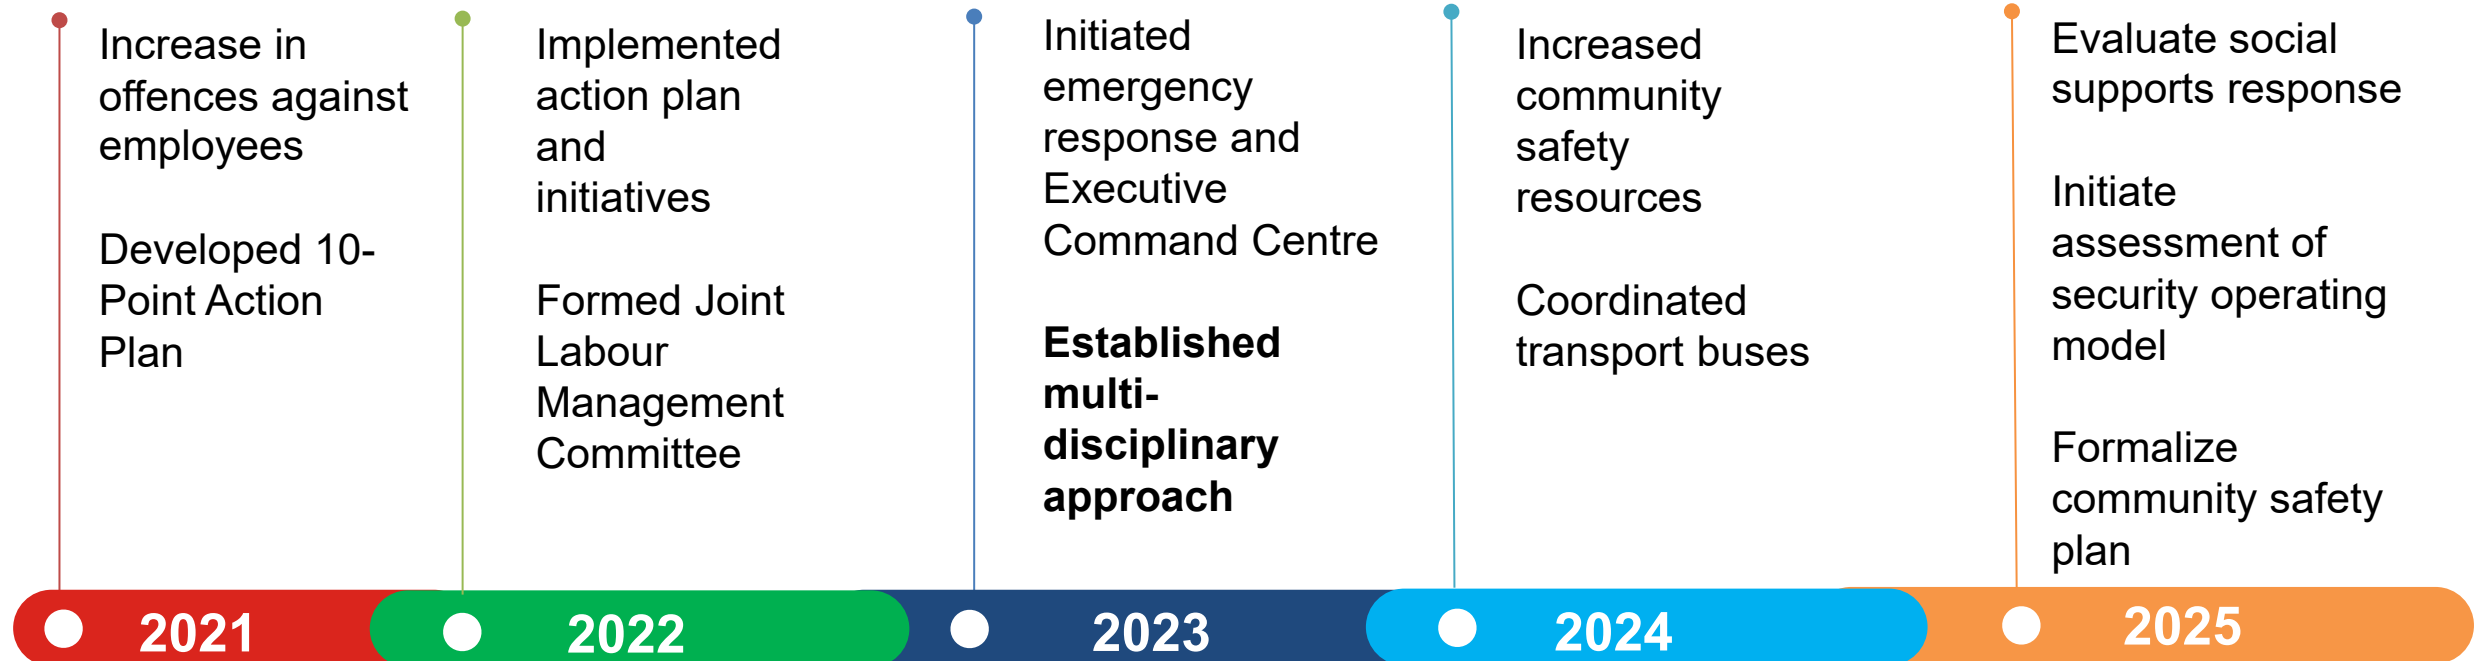 Increase in
offences against
employees
Developed 10-
Point Action
Plan
Implemented
action plan
and
initiatives
Formed Joint
Labour
Management
Committee
Initiated
emergency
response and
Executive
Command Centre
Established
multi-
disciplinary
approach
Increased
community
safety
resources
Coordinated
transport buses
Evaluate social
supports response
Initiate
assessment of
security operating
model
Formalize
community safety
plan
2021
2022
2023
2024
2025